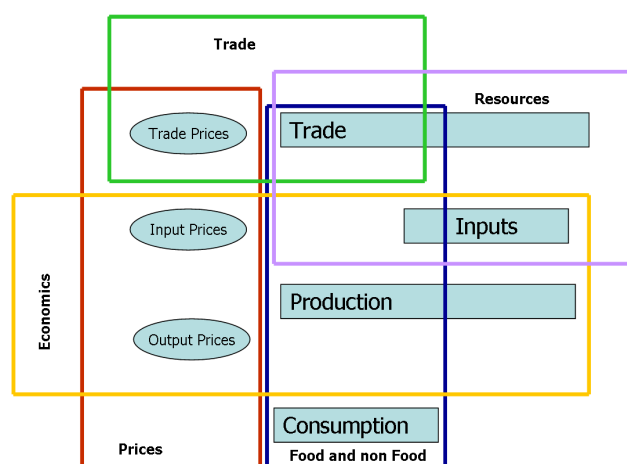 Trade
Resources
Trade Prices
Trade
Input Prices
Inputs
Economics
Production
Output Prices
Consumption
Prices
Food and non Food